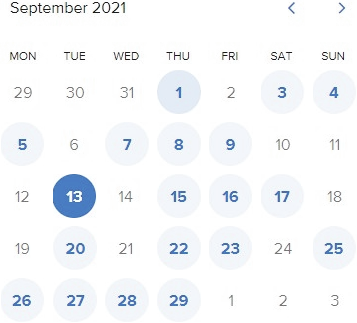 September 2021
MON TUE WED THU FRI SAT SUN
29 30 31 1 2 3 4
5 6 7 8 9 10 11
12 13 14 15 16 17 18
19 20 21 22 23 24 25
26 27 28 29 1 2 3